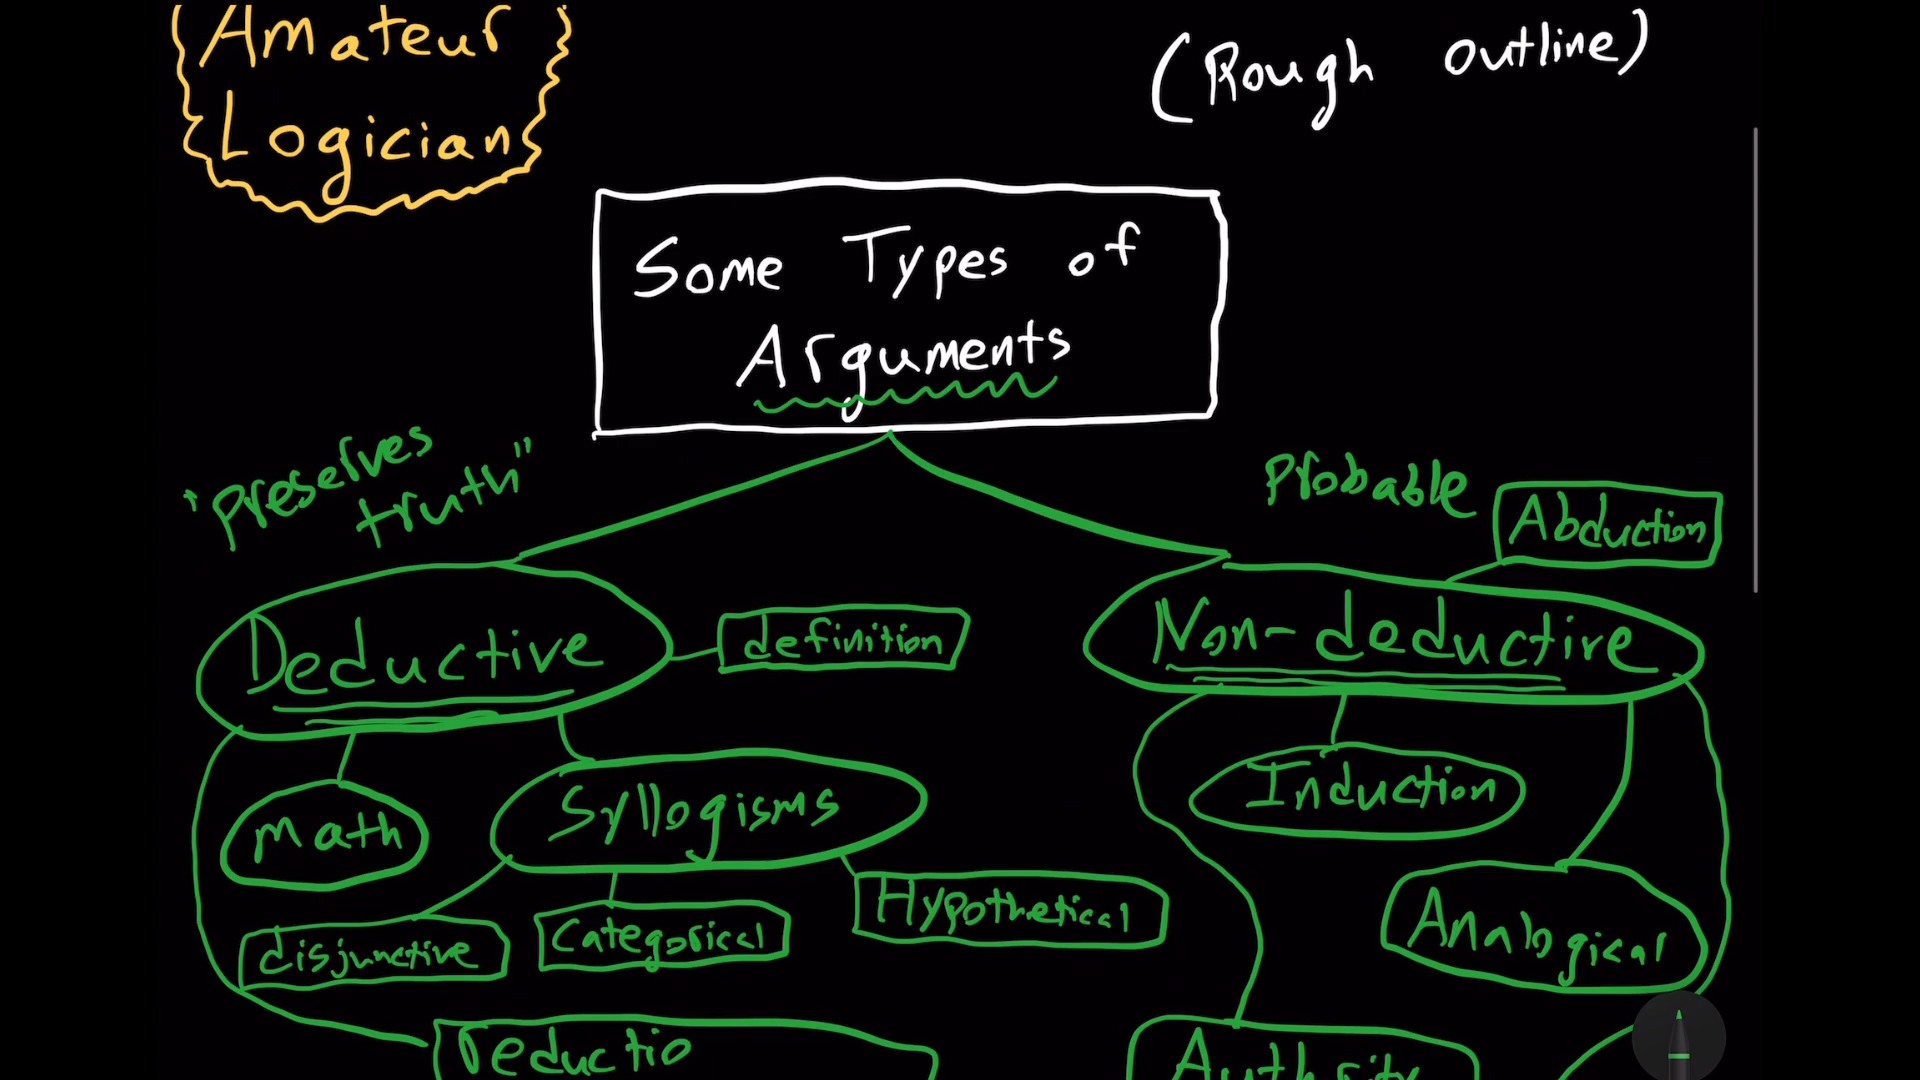 Amateur
Logician
(Rough outline)
Some Types of
Arguments
"preserves
truth"
Probable
Abduction
Deductive
definition
Non-deductive
Math
Syllogisms
Induction
disjunctive
Categorical
Hypothetical
Analogical
reductio
Authority